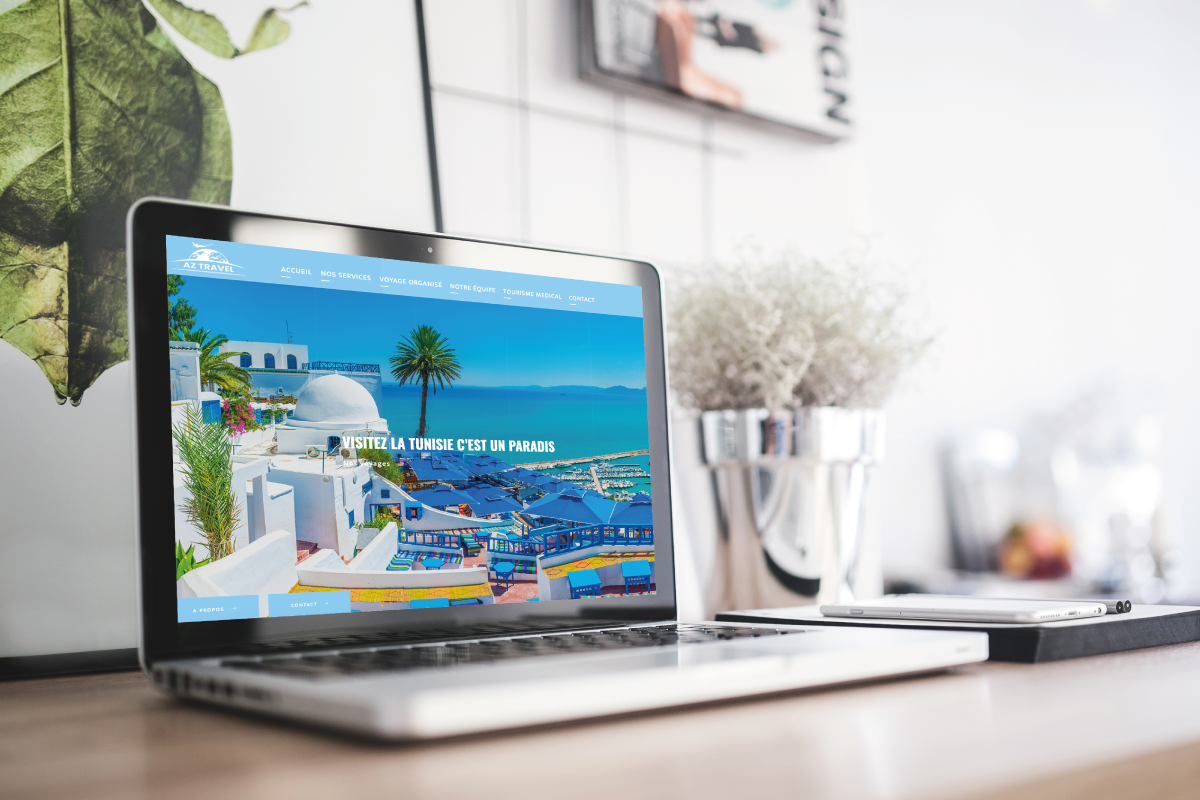 SIGN
AZ TRAVEL
ACCUEIL NOS SERVICES VOYAGE ORGANISÉ NOTRE ÉQUIPE TOURISME MEDICAL CONTACT
VISITEZ LA TUNISIE C'EST UN PARADIS
Nos voyages
A PROPOS → CONTACT →